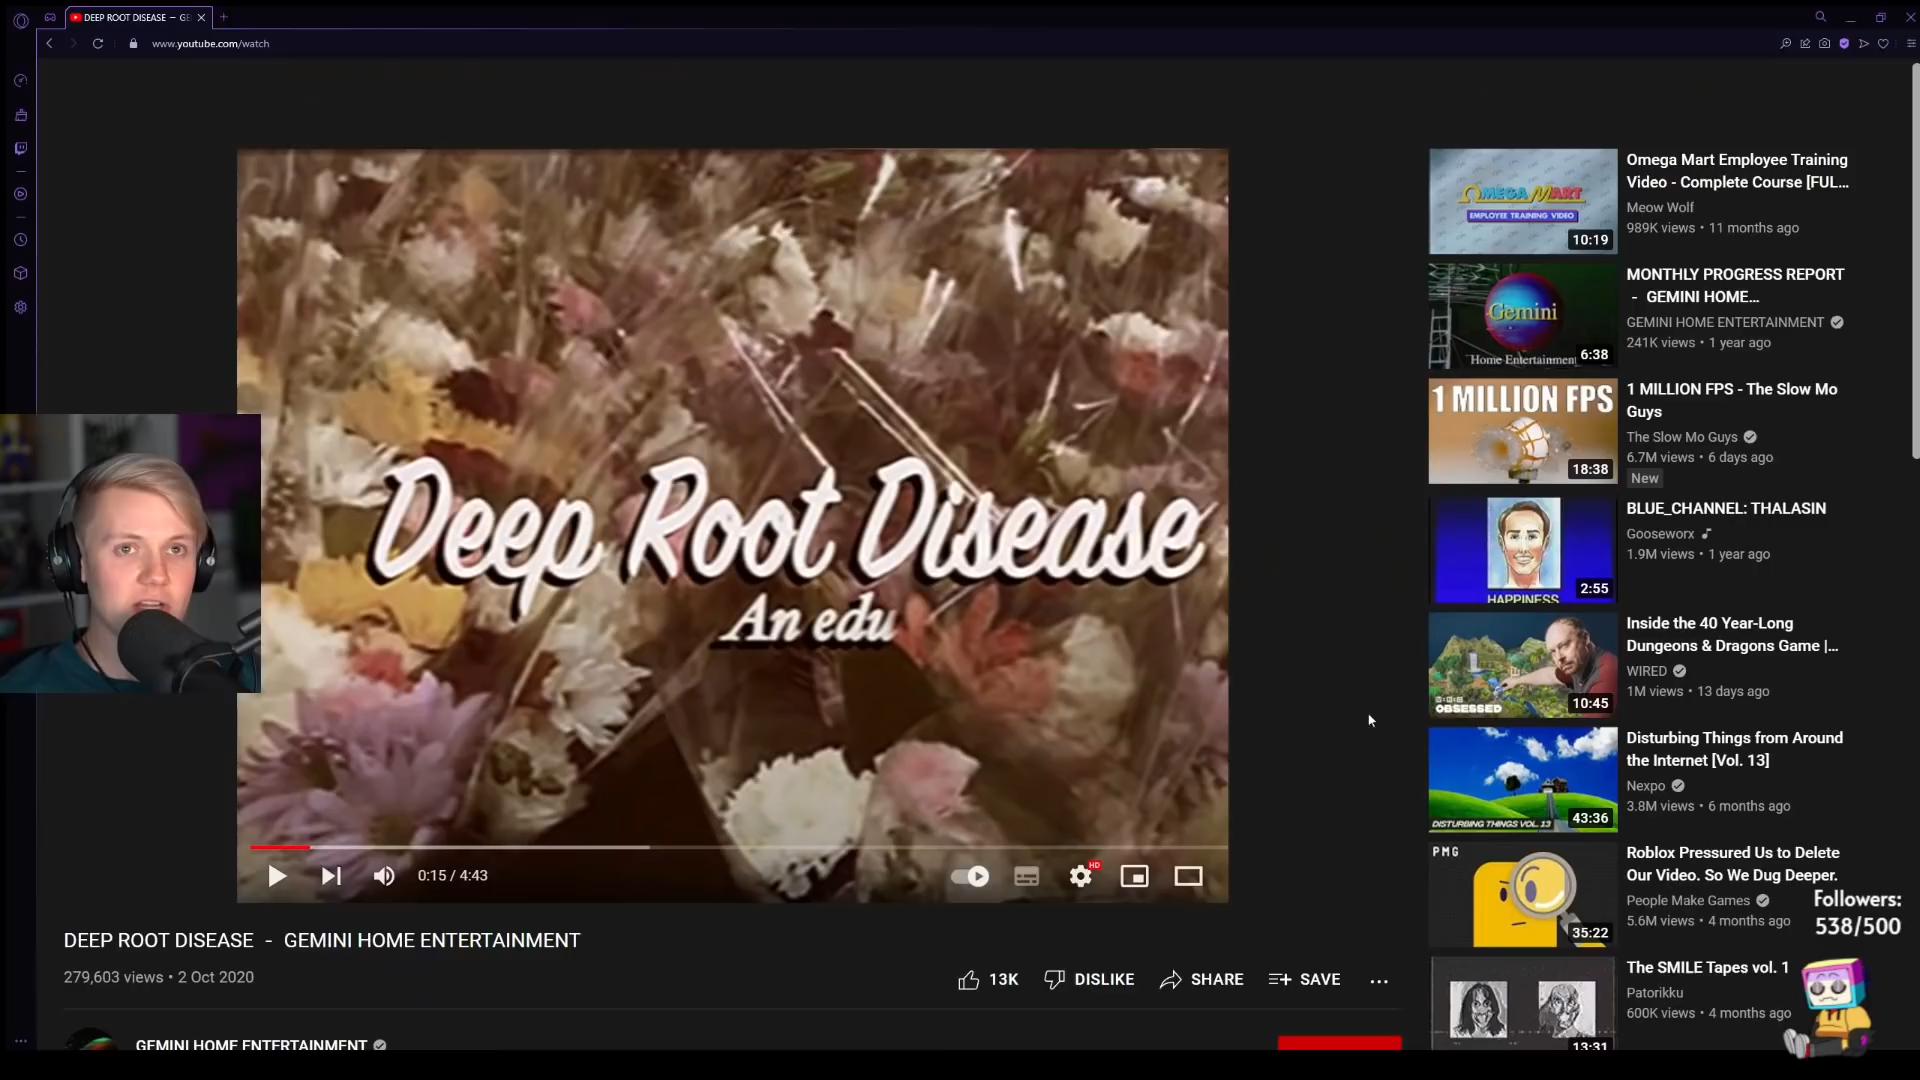 DEEP ROOT DISEASE – GE
www.youtube.com/watch
Deep Root Disease
An edu
0:15 / 4:43
HD
DEEP ROOT DISEASE - GEMINI HOME ENTERTAINMENT
279,603 views • 2 Oct 2020
13K
DISLIKE
SHARE
SAVE
GEMINI HOME ENTERTAINMENT
OMEGA MART
EMPLOYEE TRAINING VIDEO
10:19
Omega Mart Employee Training
Video - Complete Course [FUL...
Meow Wolf
989K views • 11 months ago
Gemini
Home Entertainment
6:38
MONTHLY PROGRESS REPORT
- GEMINI HOME...
GEMINI HOME ENTERTAINMENT
241K views • 1 year ago
1 MILLION FPS
18:38
1 MILLION FPS - The Slow Mo
Guys
The Slow Mo Guys
6.7M views • 6 days ago
New
HAPPINESS
2:55
BLUE_CHANNEL: THALASIN
Gooseworx
1.9M views • 1 year ago
OBSESSED
10:45
Inside the 40 Year-Long
Dungeons & Dragons Game |...
WIRED
1M views • 13 days ago
DISTURBING THINGS VOL. 13
43:36
Disturbing Things from Around
the Internet [Vol. 13]
Nexpo
3.8M views • 6 months ago
PMG
35:22
Roblox Pressured Us to Delete
Our Video. So We Dug Deeper.
People Make Games
5.6M views • 4 months ago
Followers:
538/500
13:31
The SMILE Tapes vol. 1
Patorikku
600K views • 4 months ago